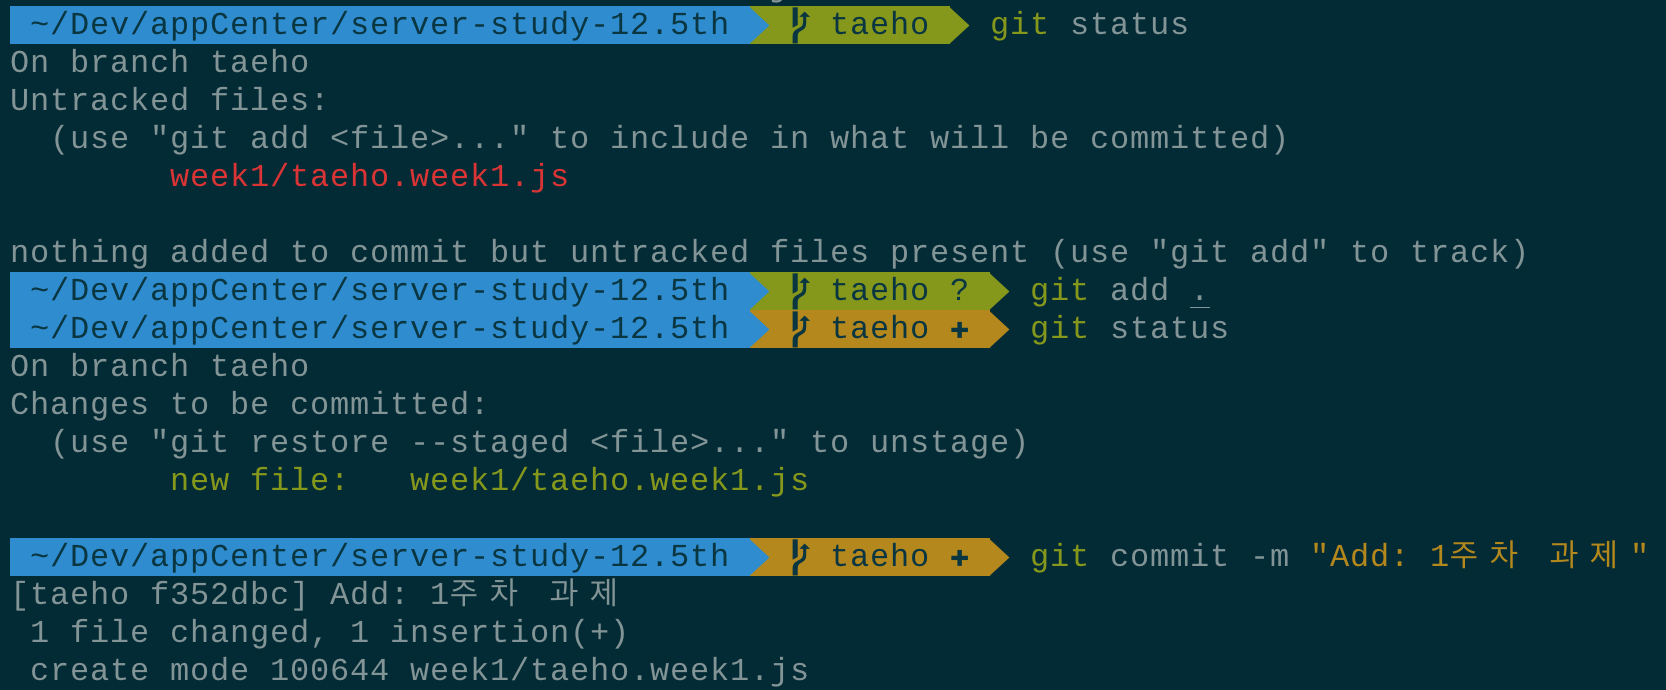 ~/Dev/appCenter/server-study-12.5th taeho git status
On branch taeho
Untracked files:
  (use "git add <file>..." to include in what will be committed)
        week1/taeho.week1.js
nothing added to commit but untracked files present (use "git add" to track)
~/Dev/appCenter/server-study-12.5th taeho ? git add .
~/Dev/appCenter/server-study-12.5th taeho + git status
On branch taeho
Changes to be committed:
  (use "git restore --staged <file>..." to unstage)
        new file:   week1/taeho.week1.js
~/Dev/appCenter/server-study-12.5th taeho + git commit -m "Add: 1주차 과제"
[taeho f352dbc] Add: 1주차 과제
 1 file changed, 1 insertion(+)
 create mode 100644 week1/taeho.week1.js